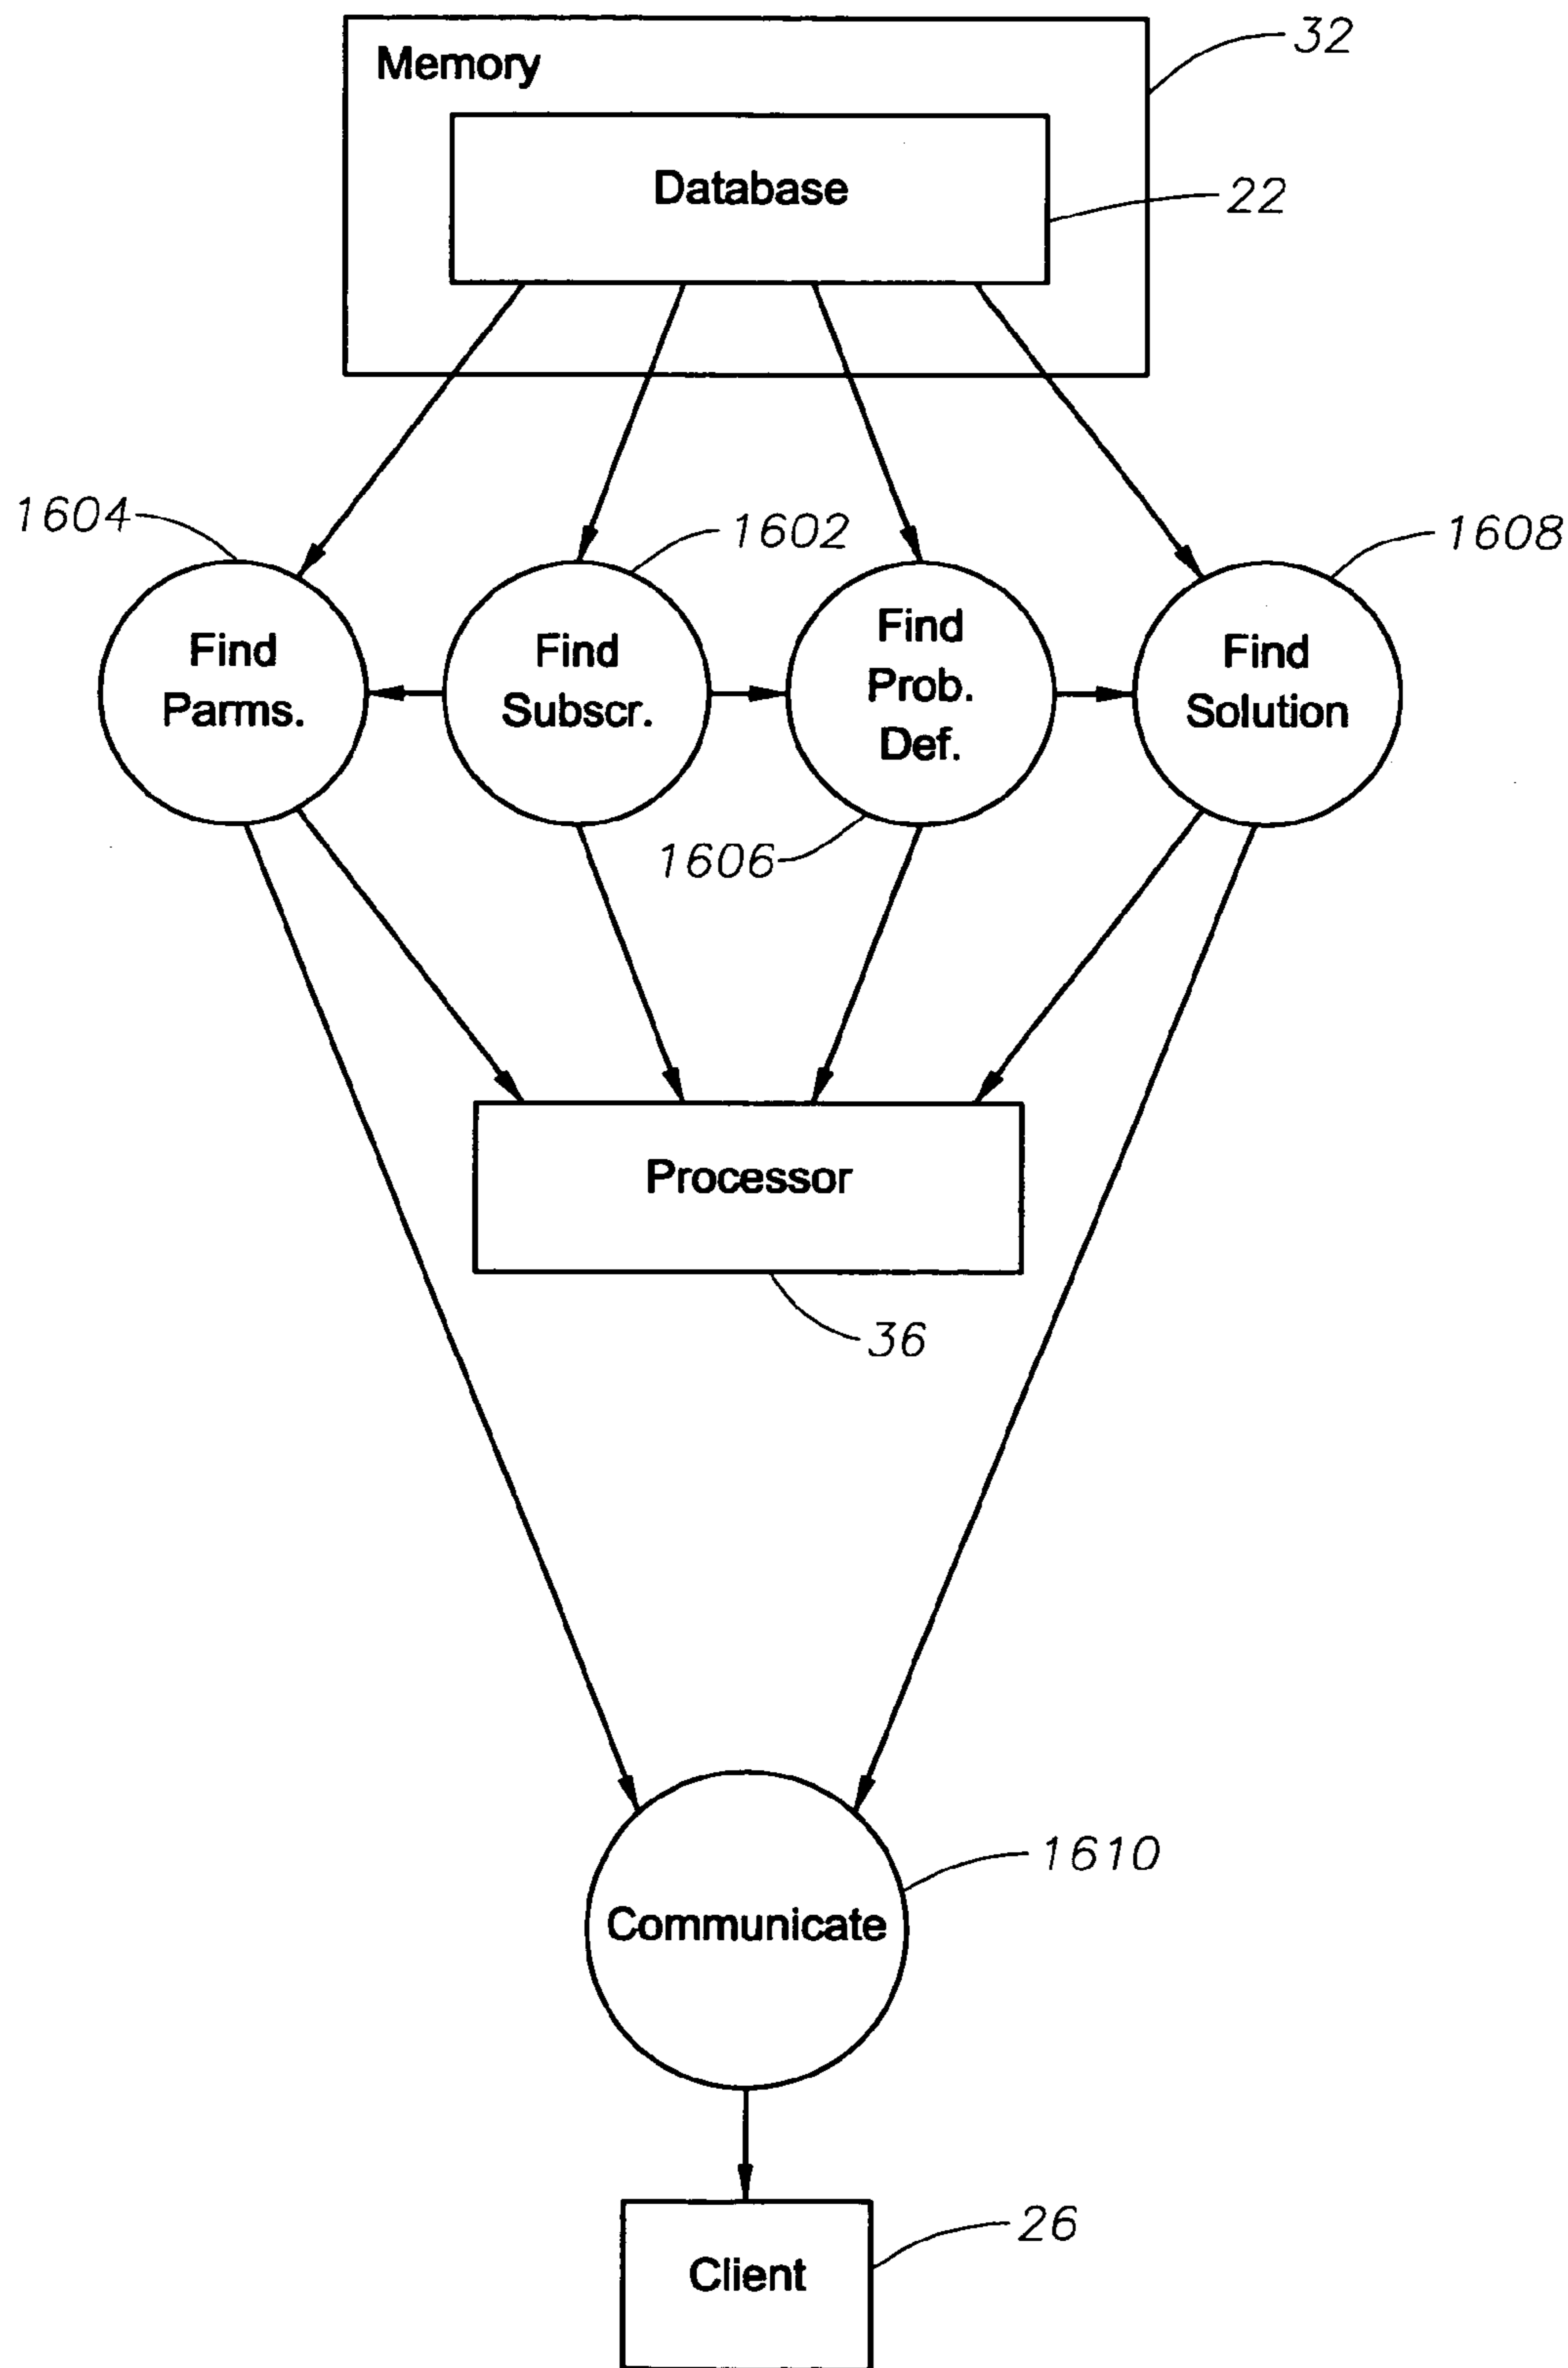 32
Memory
Database
22
1604
1602
1608
Find
Parms.
Find
Subscr.
Find
Prob.
Def.
Find
Solution
1606
Processor
36
1610
Communicate
26
Client